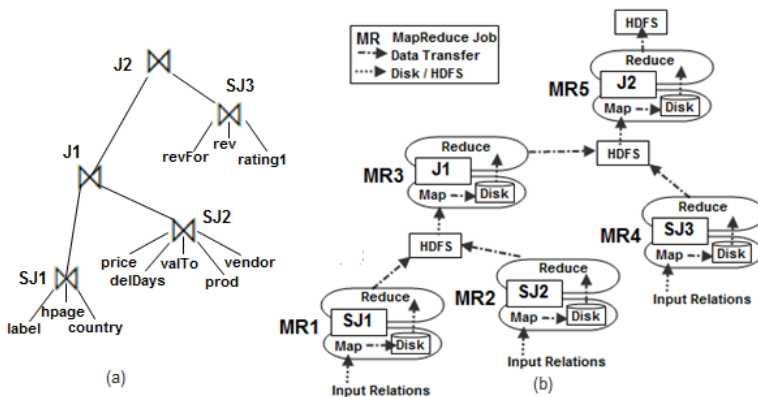 J2
SJ3
revFor
rev
rating1
J1
SJ2
price
delDays
valTo
prod
vendor
SJ1
label
hpage
country
(a)
MR MapReduce Job
Data Transfer
Disk / HDFS
HDFS
Reduce
J2
MR5
Map
Disk
HDFS
Reduce
J1
MR3
Map
Disk
HDFS
Reduce
SJ3
MR4
Map
Disk
Input Relations
Reduce
SJ1
MR1
Map
Disk
Input Relations
Reduce
SJ2
MR2
Map
Disk
Input Relations
(b)